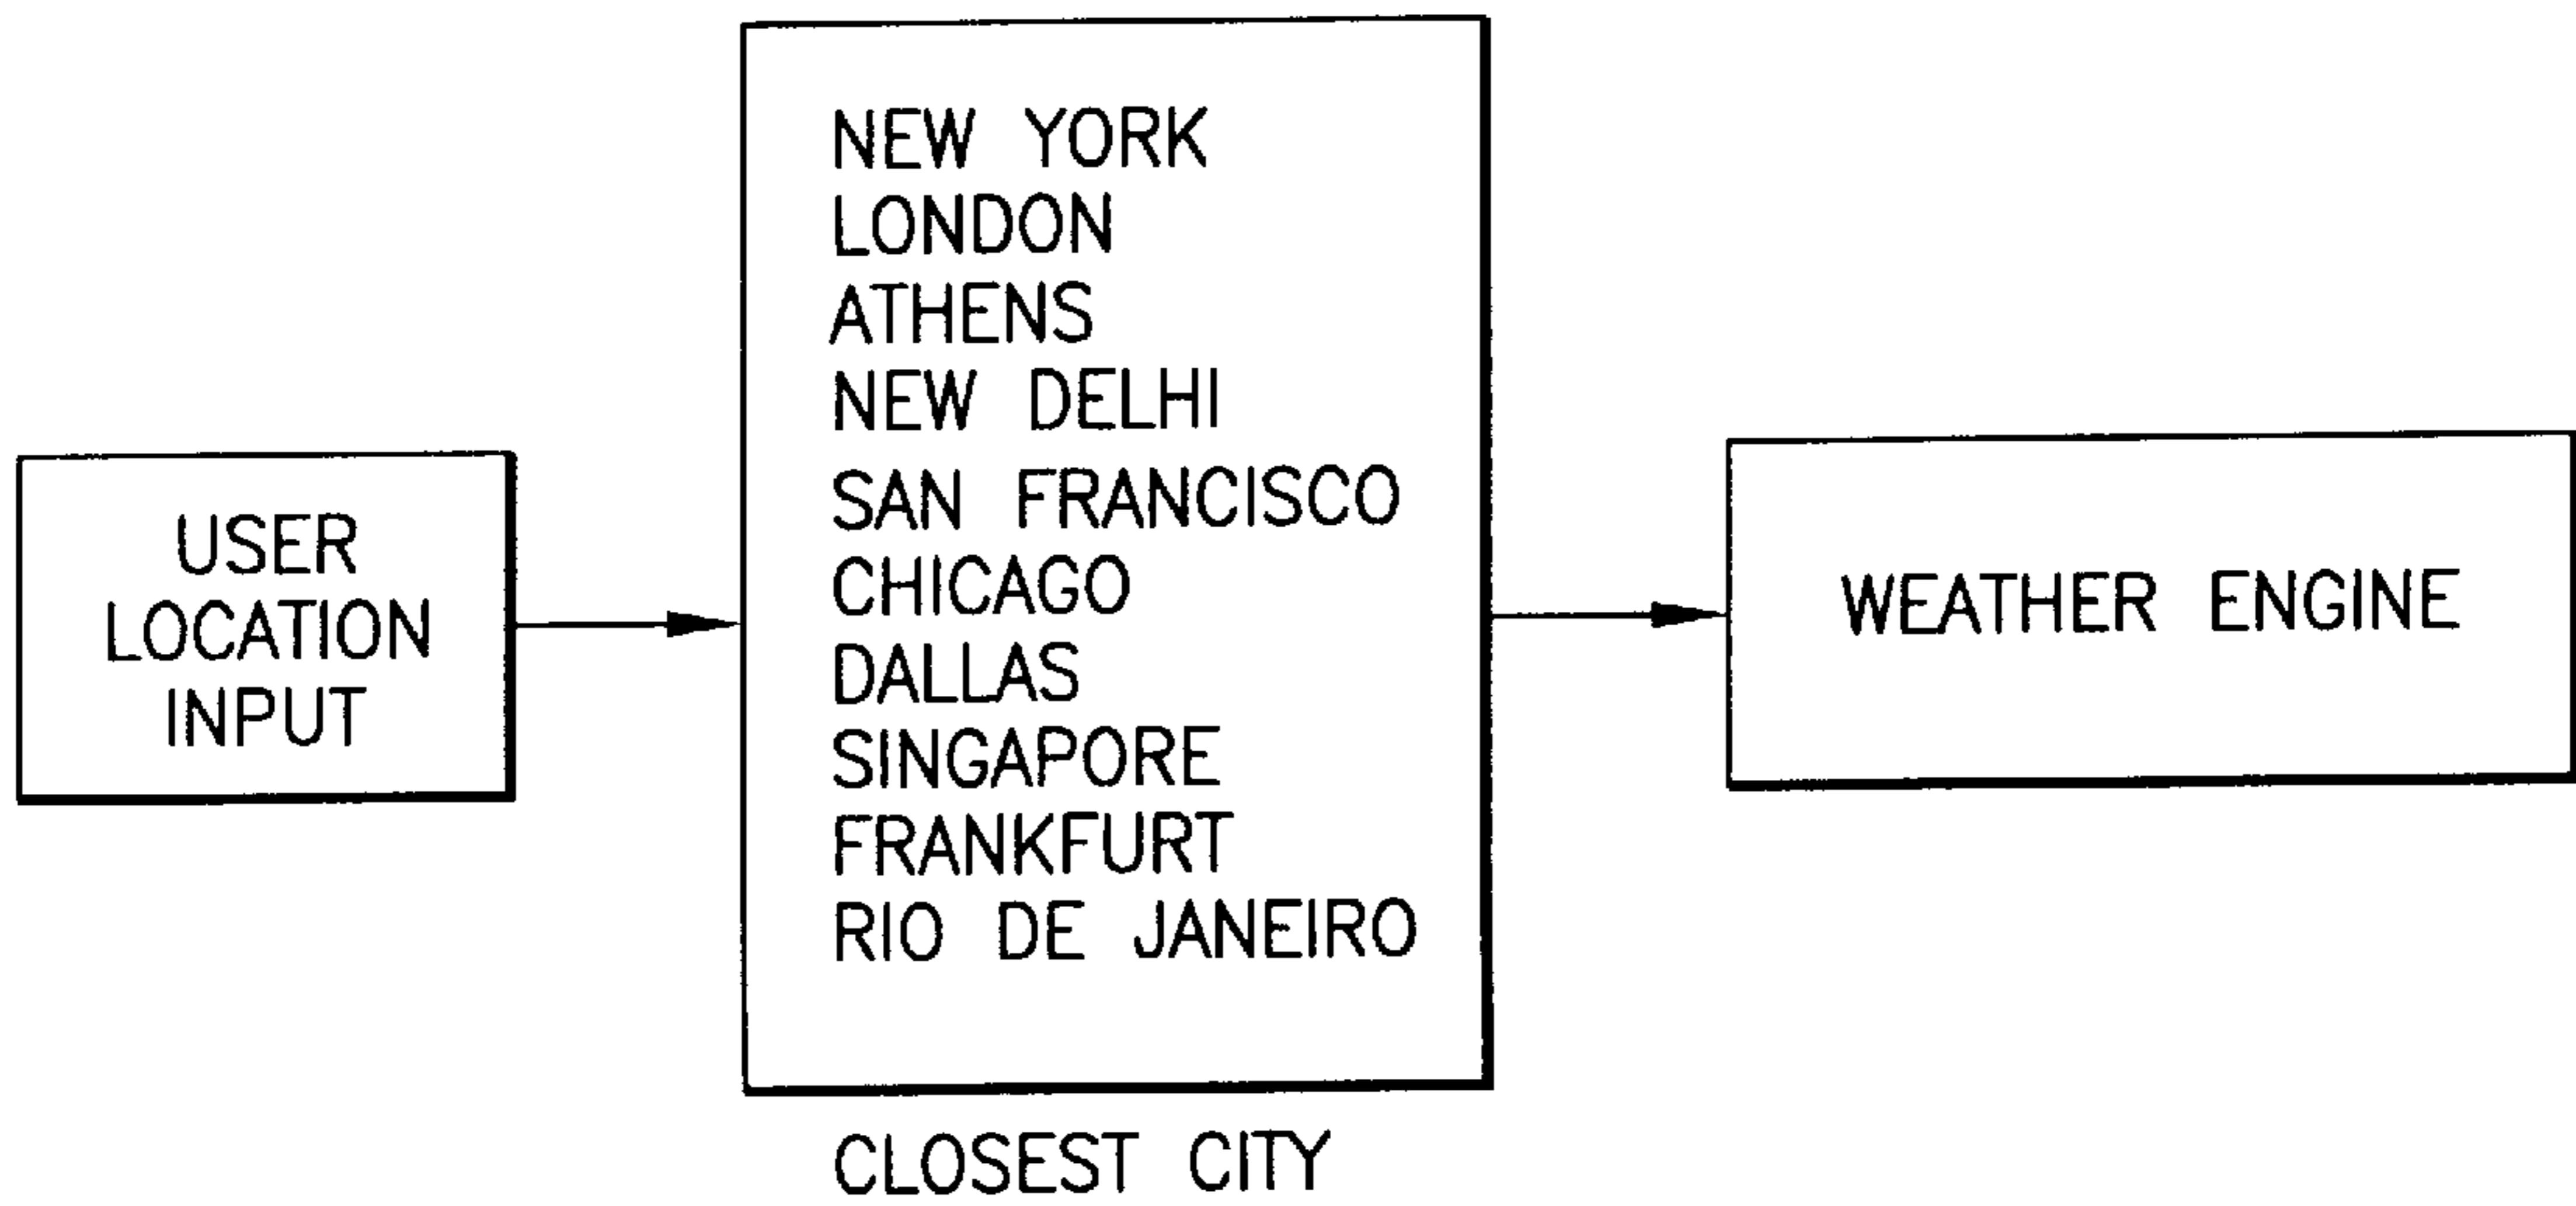 USER
LOCATION
INPUT
NEW YORK
LONDON
ATHENS
NEW DELHI
SAN FRANCISCO
CHICAGO
DALLAS
SINGAPORE
FRANKFURT
RIO DE JANEIRO
CLOSEST CITY
WEATHER ENGINE